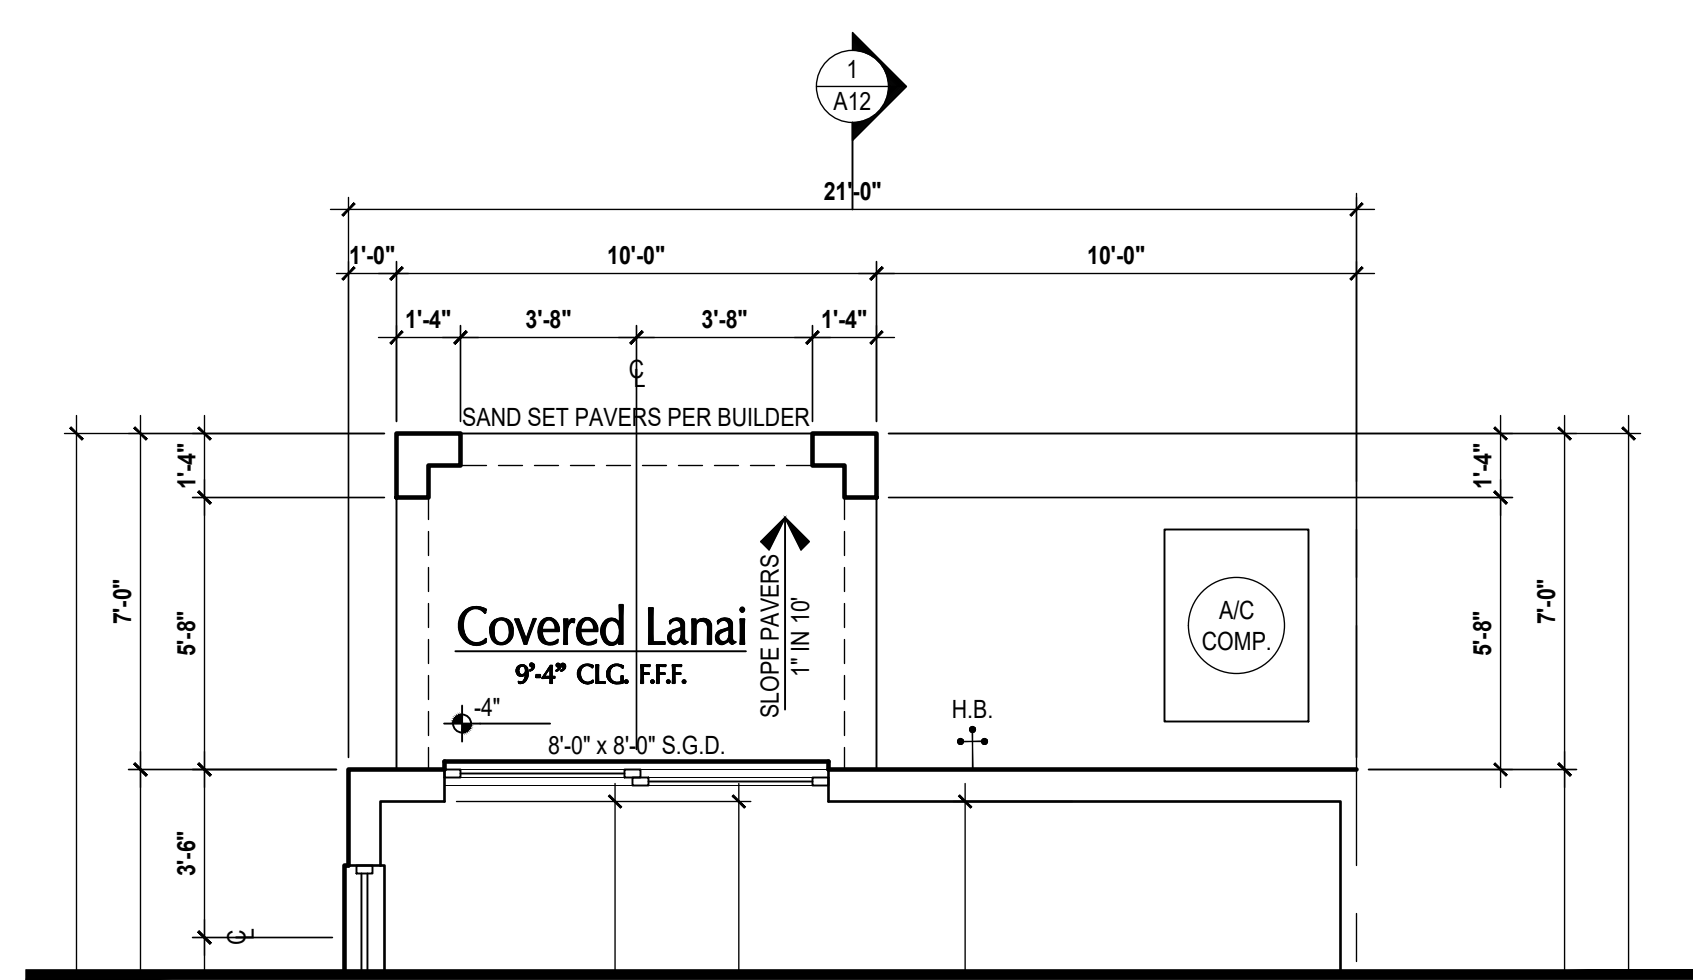 1
A12
21'-0"
1'-0" 10'-0" 10'-0"
1'-4" 3'-8" 3'-8" 1'-4"
CL
SAND SET PAVERS PER BUILDER
1'-4"
1'-4"
7'-0"
5'-8"
Covered Lanai
9'-4" CLG. F.F.F.
SLOPE PAVERS
1" IN 10'
A/C
COMP.
5'-8"
7'-0"
-4"
H.B.
8'-0" x 8'-0" S.G.D.
3'-6"
CL